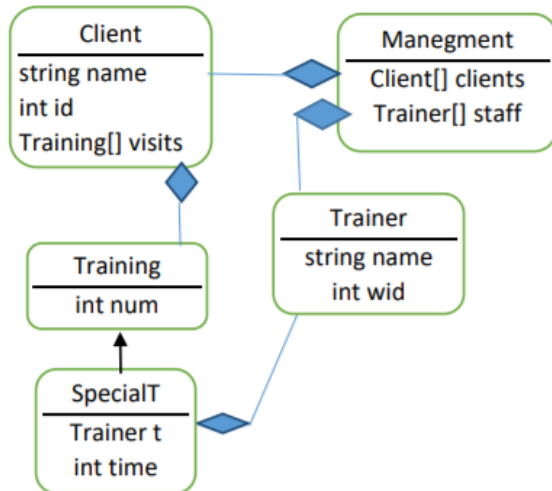 Client
string name
int id
Training[] visits
Manegment
Client[] clients
Trainer[] staff
Trainer
string name
int wid
Training
int num
SpecialT
Trainer t
int time